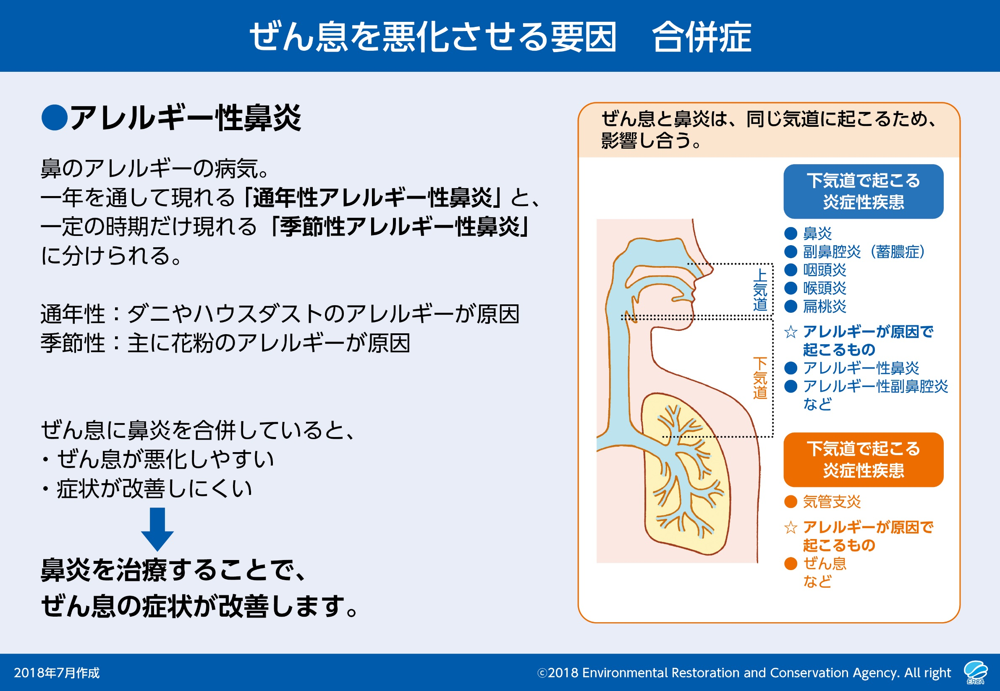 ぜん息を悪化させる要因　合併症
●アレルギー性鼻炎
鼻のアレルギーの病気。
一年を通して現れる「通年性アレルギー性鼻炎」と、
一定の時期だけ現れる「季節性アレルギー性鼻炎」
に分けられる。
通年性：ダニやハウスダストのアレルギーが原因
季節性：主に花粉のアレルギーが原因
ぜん息に鼻炎を合併していると、
・ぜん息が悪化しやすい
・症状が改善しにくい
鼻炎を治療することで、
ぜん息の症状が改善します。
ぜん息と鼻炎は、同じ気道に起こるため、
影響し合う。
上気道
下気道
下気道で起こる
炎症性疾患
● 鼻炎
● 副鼻腔炎（蓄膿症）
● 咽頭炎
● 喉頭炎
● 扁桃炎
☆ アレルギーが原因で
起こるもの
● アレルギー性鼻炎
● アレルギー性副鼻腔炎
など
下気道で起こる
炎症性疾患
● 気管支炎
☆ アレルギーが原因で
起こるもの
● ぜん息
など
2018年7月作成
©2018 Environmental Restoration and Conservation Agency. All right
ERCA